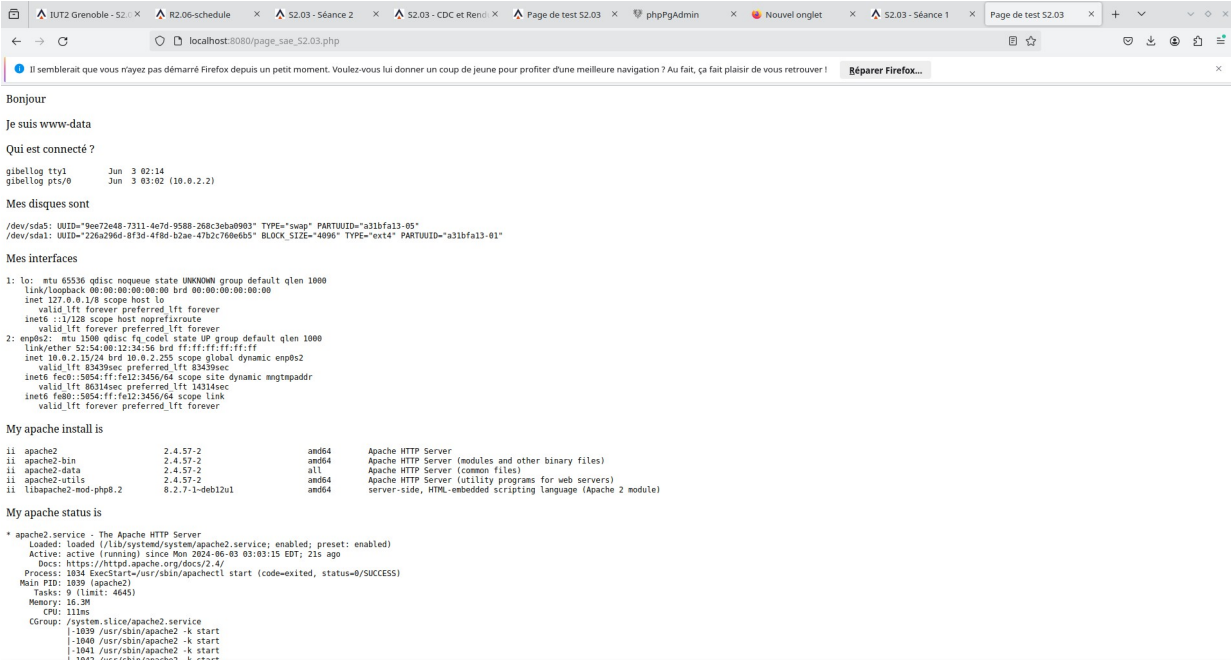 IUT2 Grenoble - S2.0
R2.06-schedule
S2.03 - Séance 2
S2.03 - CDC et Rend
Page de test S2.03
phpPgAdmin
Nouvel onglet
S2.03 - Séance 1
Page de test S2.03
localhost:8080/page_sae_S2.03.php
Il semblerait que vous n'ayez pas démarré Firefox depuis un petit moment. Voulez-vous lui donner un coup de jeune pour profiter d'une meilleure navigation ? Au fait, ça fait plaisir de vous retrouver ! Réparer Firefox...
Bonjour
Je suis www-data
Qui est connecté ?
gibellog tty1         Jun  3 02:14
gibellog pts/0        Jun  3 03:02 (10.0.2.2)
Mes disques sont
/dev/sda5: UUID="9ee72e48-7311-4e7d-9588-268c3eba0903" TYPE="swap" PARTUUID="a31bfa13-05"
/dev/sda1: UUID="226a296d-8f3d-4f8d-b2ae-47b2c760e6b5" BLOCK_SIZE="4096" TYPE="ext4" PARTUUID="a31bfa13-01"
Mes interfaces
1: lo:  mtu 65536 qdisc noqueue state UNKNOWN group default qlen 1000
    link/loopback 00:00:00:00:00:00 brd 00:00:00:00:00:00
    inet 127.0.0.1/8 scope host lo
       valid_lft forever preferred_lft forever
    inet6 ::1/128 scope host noprefixroute
       valid_lft forever preferred_lft forever
2: enp0s2:  mtu 1500 qdisc fq_codel state UP group default qlen 1000
    link/ether 52:54:00:12:34:56 brd ff:ff:ff:ff:ff:ff
    inet 10.0.2.15/24 brd 10.0.2.255 scope global dynamic enp0s2
       valid_lft 83439sec preferred_lft 83439sec
    inet6 fec0::5054:ff:fe12:3456/64 scope site dynamic mngtmpaddr
       valid_lft 86314sec preferred_lft 14314sec
    inet6 fe80::5054:ff:fe12:3456/64 scope link
       valid_lft forever preferred_lft forever
My apache install is
ii  apache2                       2.4.57-2                       amd64        Apache HTTP Server
ii  apache2-bin                   2.4.57-2                       amd64        Apache HTTP Server (modules and other binary files)
ii  apache2-data                  2.4.57-2                       all          Apache HTTP Server (common files)
ii  apache2-utils                 2.4.57-2                       amd64        Apache HTTP Server (utility programs for web servers)
ii  libapache2-mod-php8.2         8.2.7-1~deb12u1                amd64        server-side, HTML-embedded scripting language (Apache 2 module)
My apache status is
* apache2.service - The Apache HTTP Server
     Loaded: loaded (/lib/systemd/system/apache2.service; enabled; preset: enabled)
     Active: active (running) since Mon 2024-06-03 03:03:15 EDT; 21s ago
       Docs: https://httpd.apache.org/docs/2.4/
    Process: 1034 ExecStart=/usr/sbin/apachectl start (code=exited, status=0/SUCCESS)
   Main PID: 1039 (apache2)
      Tasks: 9 (limit: 4645)
     Memory: 16.3M
        CPU: 111ms
     CGroup: /system.slice/apache2.service
             |-1039 /usr/sbin/apache2 -k start
             |-1040 /usr/sbin/apache2 -k start
             |-1041 /usr/sbin/apache2 -k start
             |-1042 /usr/sbin/apache2 -k start